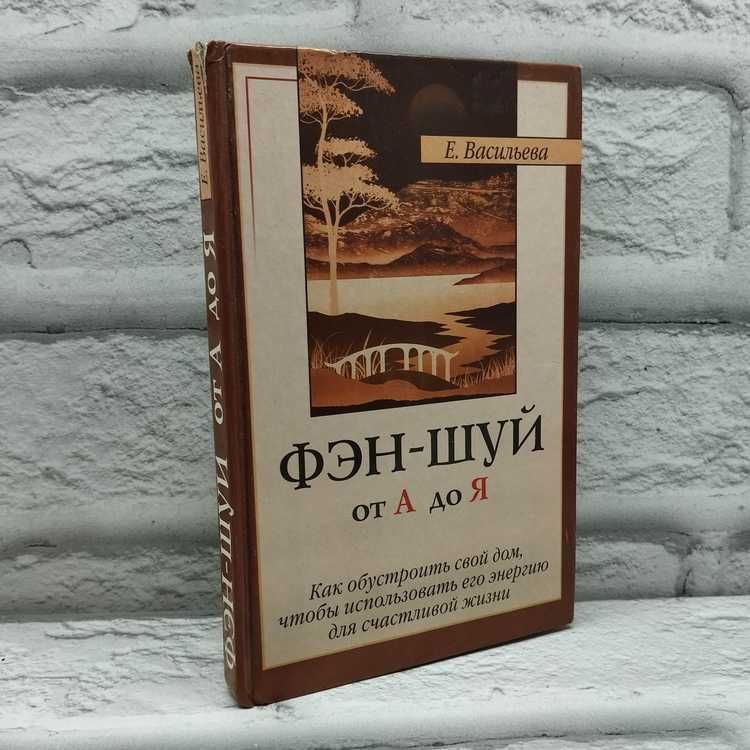 Е. Васильева
ФЭН-ШУЙ
от А до Я
Как обустроить свой дом,
чтобы использовать его энергию
для счастливой жизни
Е. Васильева
ФЭН-ШУЙ от А до Я